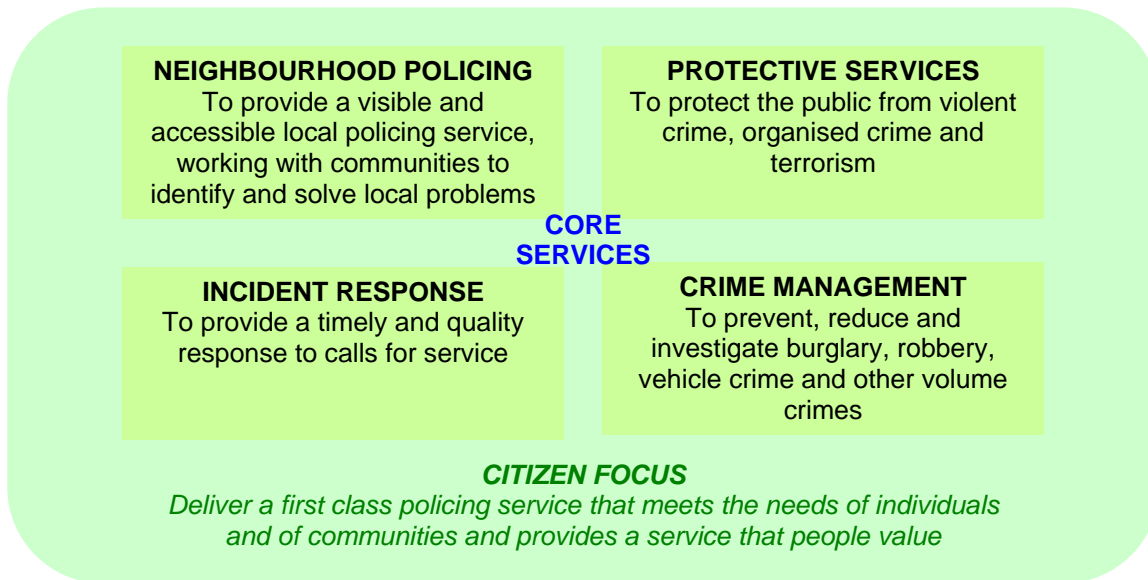 NEIGHBOURHOOD POLICING
To provide a visible and
accessible local policing service,
working with communities to
identify and solve local problems
PROTECTIVE SERVICES
To protect the public from violent
crime, organised crime and
terrorism
CORE
SERVICES
INCIDENT RESPONSE
To provide a timely and quality
response to calls for service
CRIME MANAGEMENT
To prevent, reduce and
investigate burglary, robbery,
vehicle crime and other volume
crimes
CITIZEN FOCUS
Deliver a first class policing service that meets the needs of individuals
and of communities and provides a service that people value